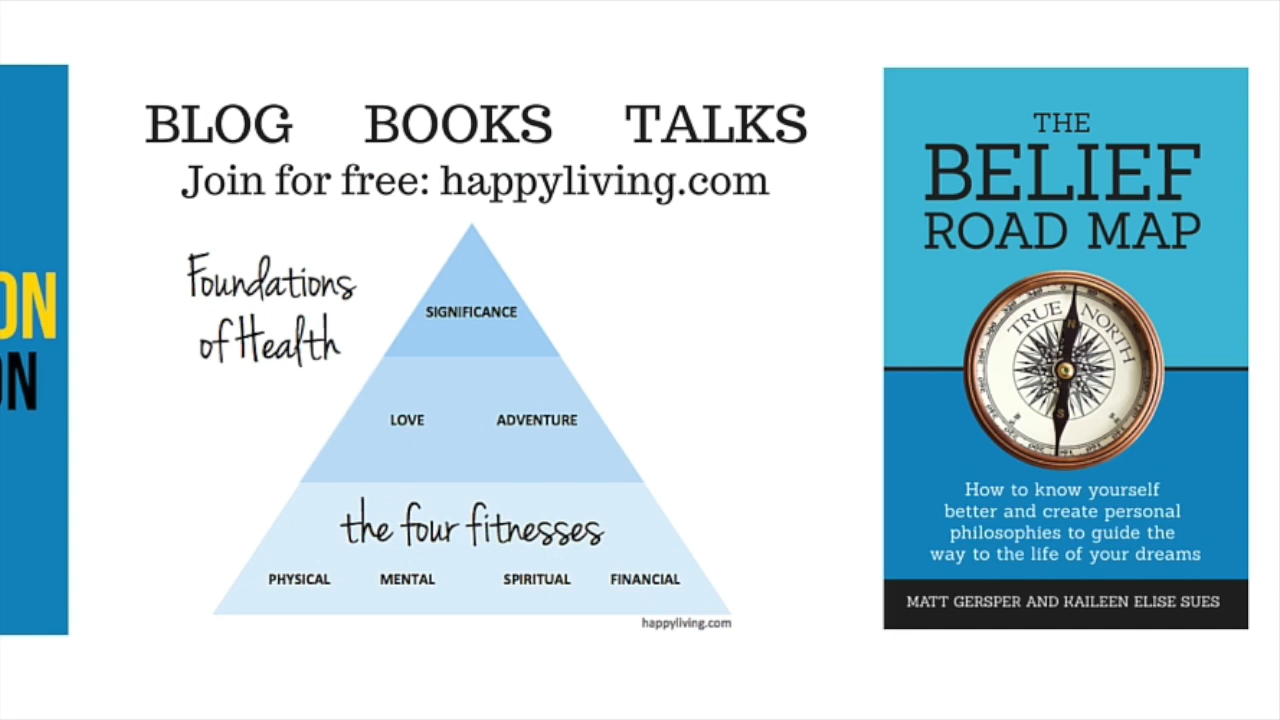 ON
ON
BLOG BOOKS TALKS
Join for free: happyliving.com
Foundations
of Health
SIGNIFICANCE
LOVE ADVENTURE
the four fitnesses
PHYSICAL MENTAL SPIRITUAL FINANCIAL
happyliving.com
THE
BELIEF
ROAD MAP
TRUE NORTH
N
S
How to know yourself
better and create personal
philosophies to guide the
way to the life of your dreams
MATT GERSPER AND KAILEEN ELISE SUES